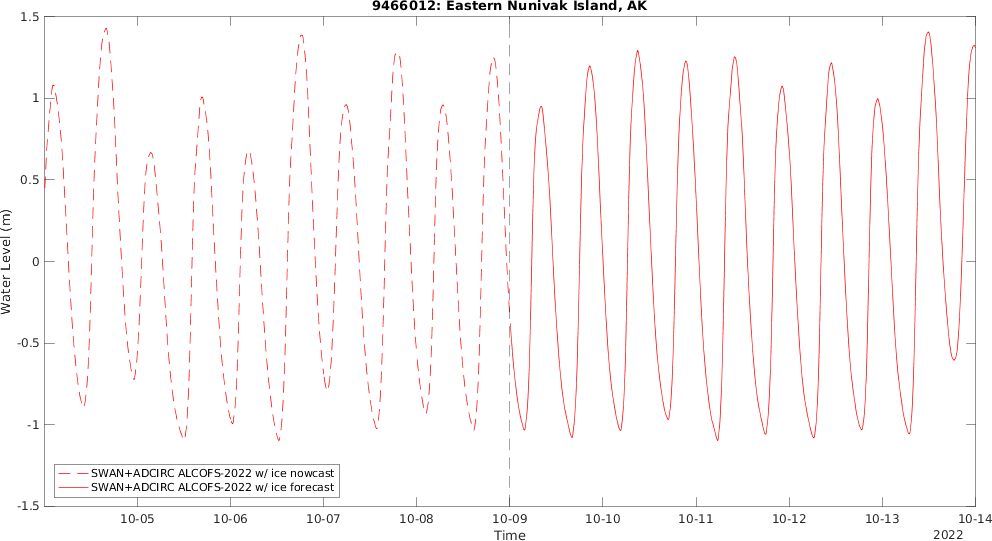 9466012: Eastern Nunivak Island, AK
Water Level (m)
1.5
1
0.5
0
-0.5
-1
-1.5
SWAN+ADCIRC ALCOFS-2022 w/ ice nowcast
SWAN+ADCIRC ALCOFS-2022 w/ ice forecast
10-05 10-06 10-07 10-08 10-09 10-10 10-11 10-12 10-13 10-14
Time
2022